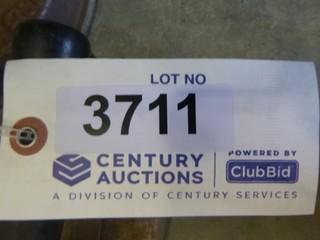 LOT NO
3711
CENTURY
AUCTIONS
POWERED BY
ClubBid
A DIVISION OF CENTURY SERVICES